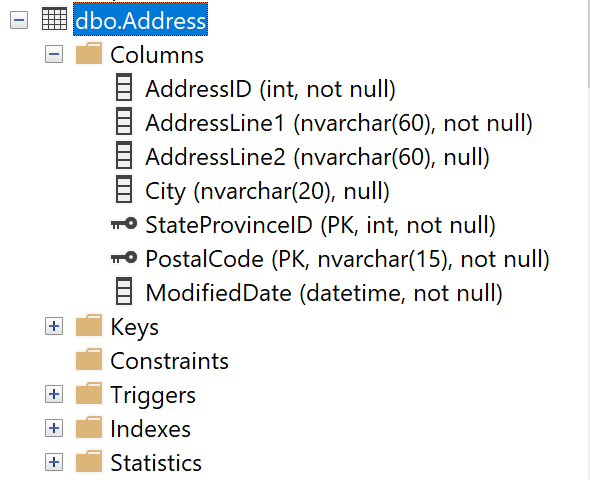 dbo.Address
Columns
AddressID (int, not null)
AddressLine1 (nvarchar(60), not null)
AddressLine2 (nvarchar(60), null)
City (nvarchar(20), null)
StateProvinceID (PK, int, not null)
PostalCode (PK, nvarchar(15), not null)
ModifiedDate (datetime, not null)
Keys
Constraints
Triggers
Indexes
Statistics